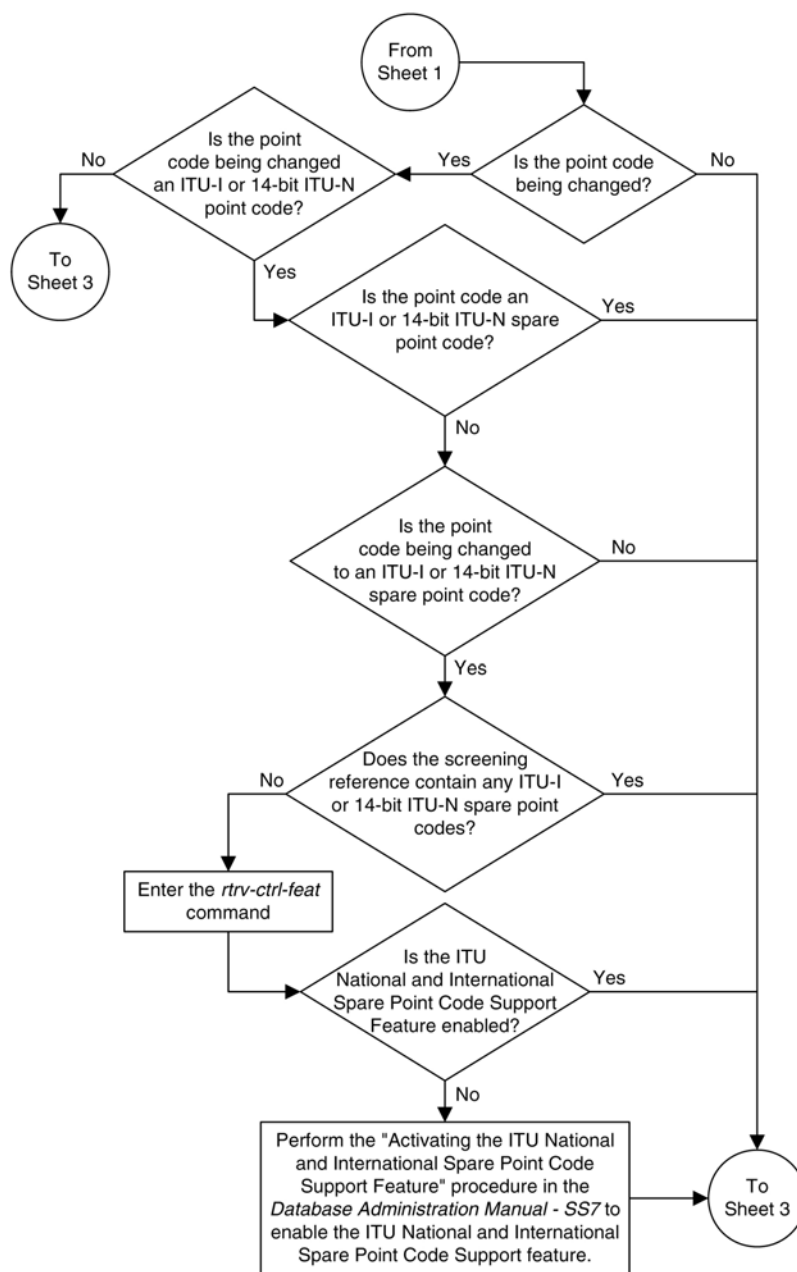 From
Sheet 1
Is the point code
being changed?
Yes
No
Is the point
code being changed
an ITU-I or 14-bit ITU-N
point code?
No
To
Sheet 3
Yes
Is the point code an
ITU-I or 14-bit ITU-N spare
point code?
Yes
No
Is the point
code being changed
to an ITU-I or 14-bit ITU-N
spare point code?
No
Yes
Does the screening
reference contain any ITU-I
or 14-bit ITU-N spare point
codes?
No
Yes
Enter the rtrv-ctrl-feat
command
Is the ITU
National and International
Spare Point Code Support
Feature enabled?
Yes
No
Perform the "Activating the ITU National
and International Spare Point Code
Support Feature" procedure in the
Database Administration Manual - SS7 to
enable the ITU National and International
Spare Point Code Support feature.
To
Sheet 3